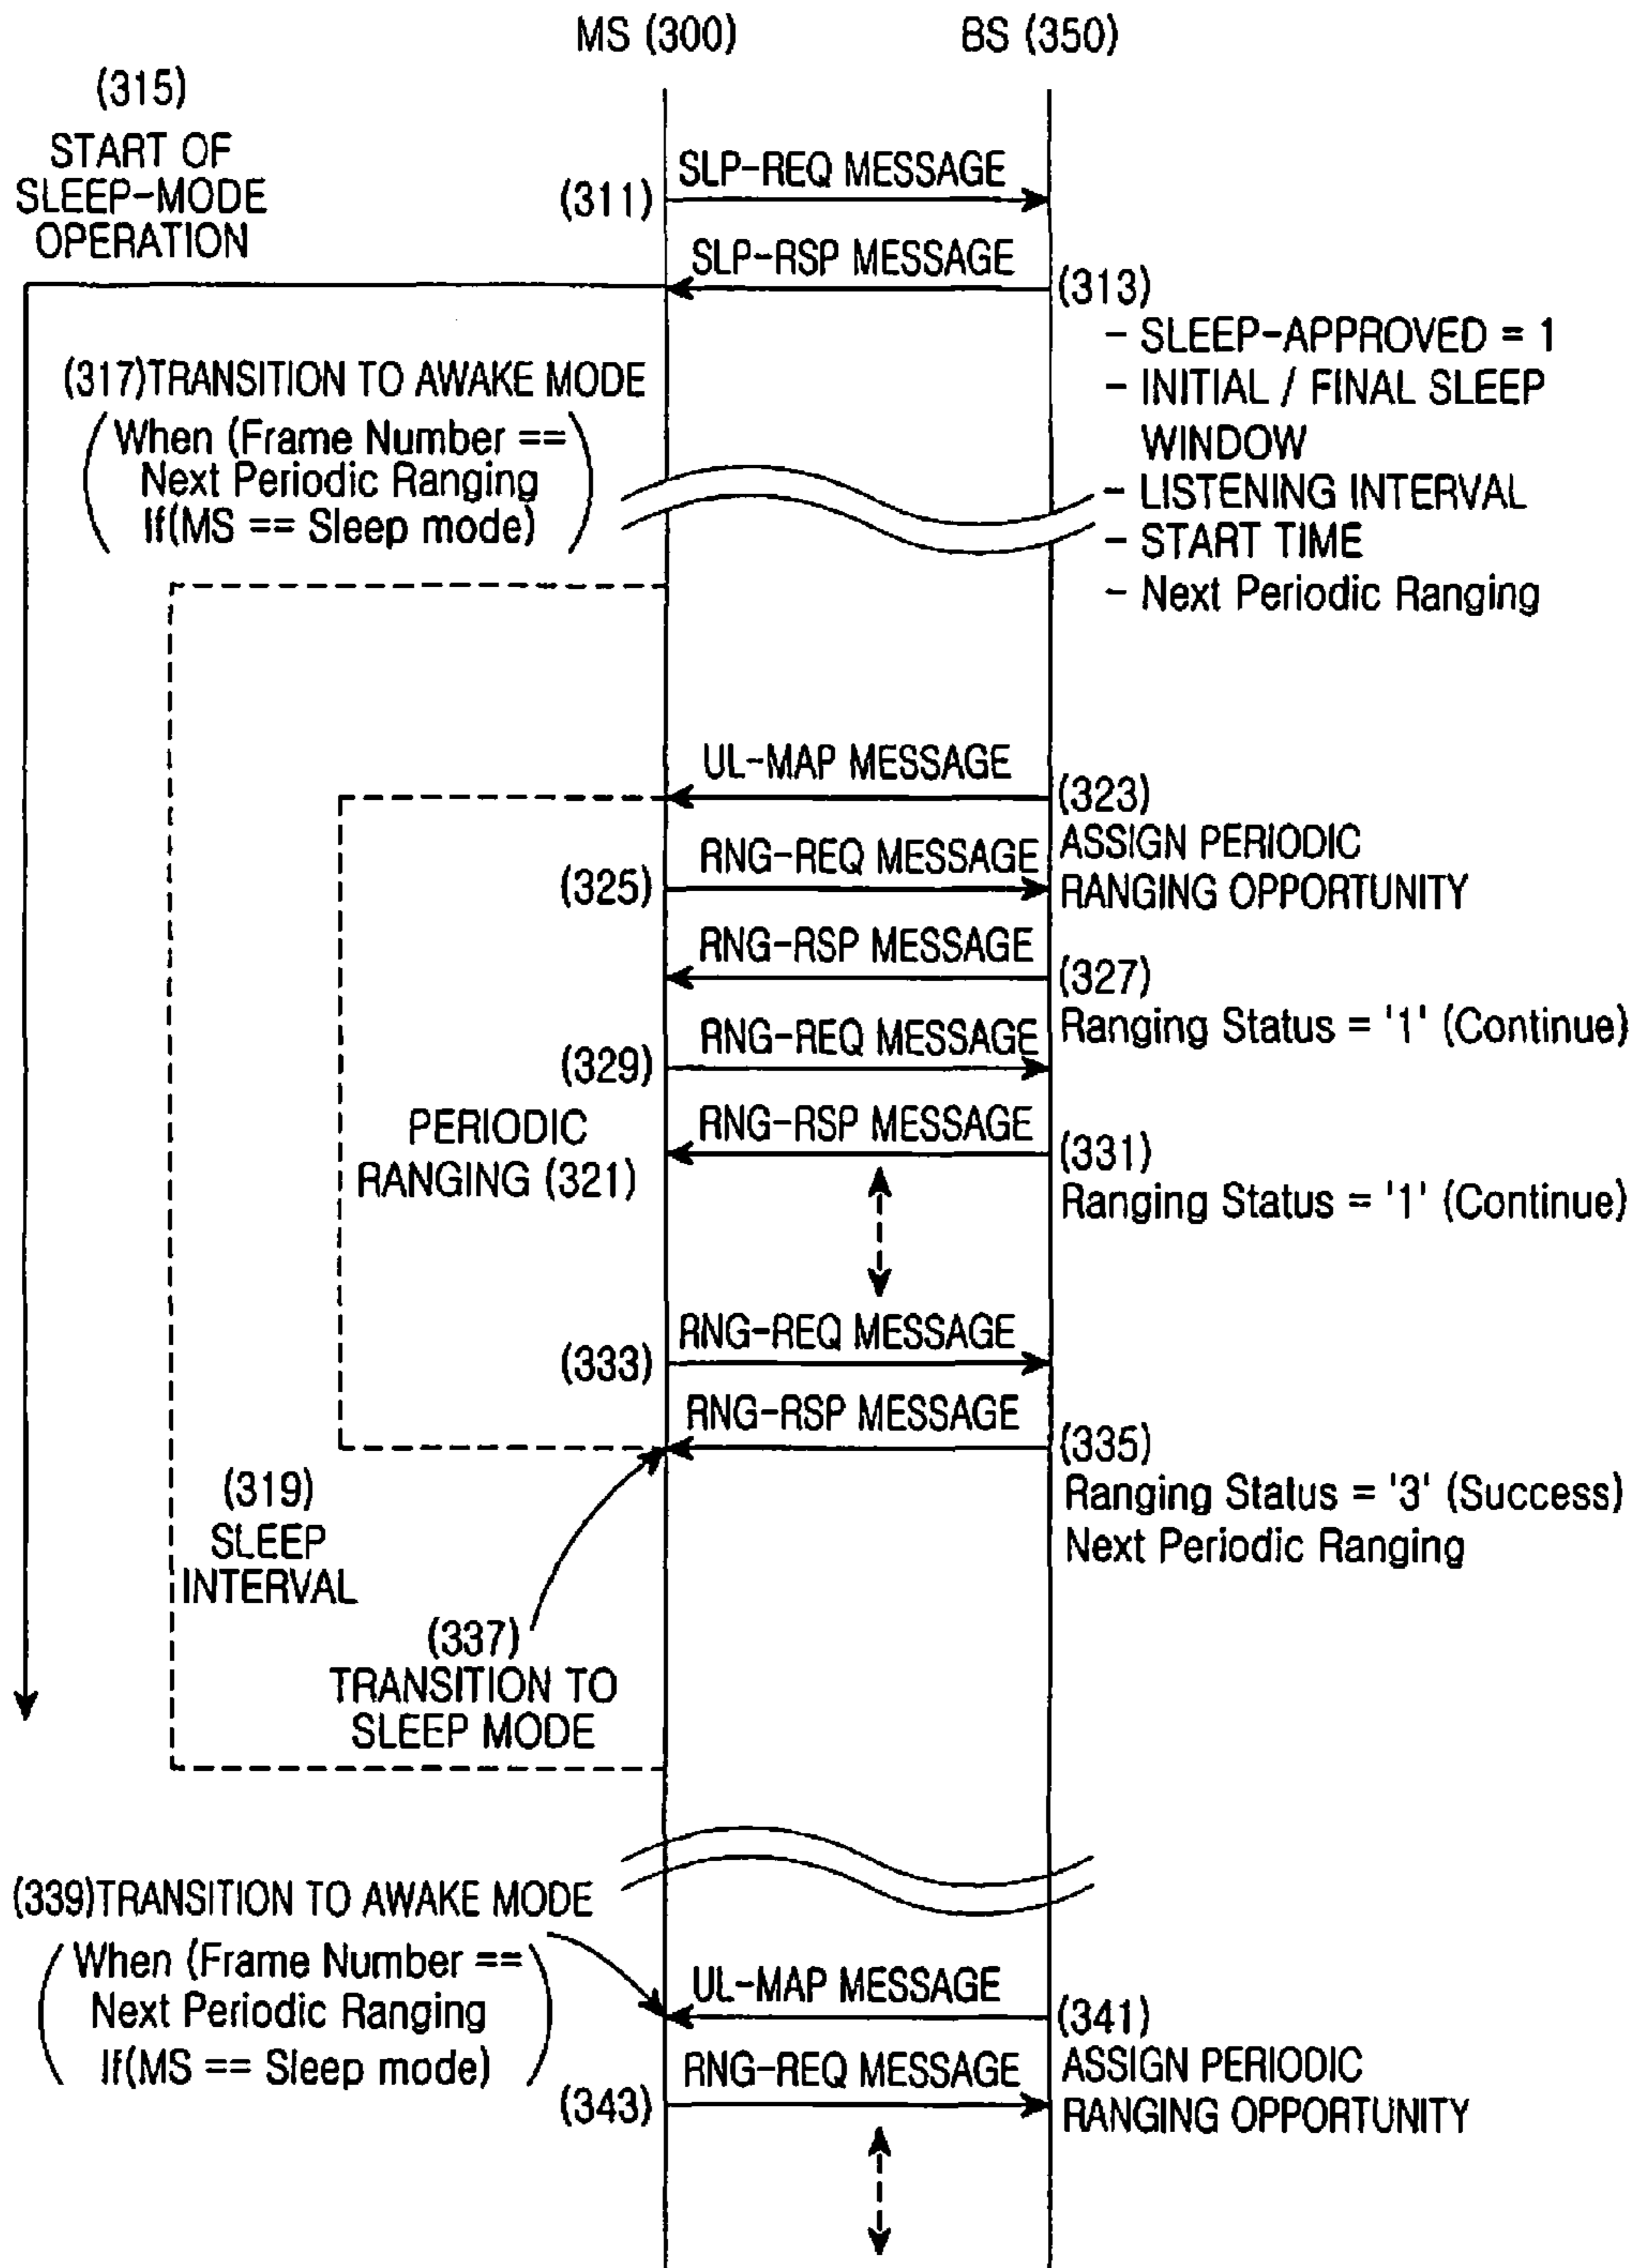 MS (300)
BS (350)
(315)
START OF
SLEEP-MODE
OPERATION
(311)
SLP-REQ MESSAGE
SLP-RSP MESSAGE
(313)
- SLEEP-APPROVED = 1
- INITIAL / FINAL SLEEP
WINDOW
- LISTENING INTERVAL
- START TIME
- Next Periodic Ranging
(317)TRANSITION TO AWAKE MODE
When (Frame Number ==
Next Periodic Ranging
If(MS == Sleep mode)
UL-MAP MESSAGE
(323)
ASSIGN PERIODIC
RANGING OPPORTUNITY
RNG-REQ MESSAGE
(325)
RNG-RSP MESSAGE
(327)
Ranging Status = '1' (Continue)
RNG-REQ MESSAGE
(329)
RNG-RSP MESSAGE
(331)
Ranging Status = '1' (Continue)
PERIODIC
RANGING (321)
RNG-REQ MESSAGE
(333)
RNG-RSP MESSAGE
(335)
Ranging Status = '3' (Success)
Next Periodic Ranging
(319)
SLEEP
INTERVAL
(337)
TRANSITION TO
SLEEP MODE
(339)TRANSITION TO AWAKE MODE
When (Frame Number ==
Next Periodic Ranging
If(MS == Sleep mode)
UL-MAP MESSAGE
(341)
ASSIGN PERIODIC
RANGING OPPORTUNITY
RNG-REQ MESSAGE
(343)